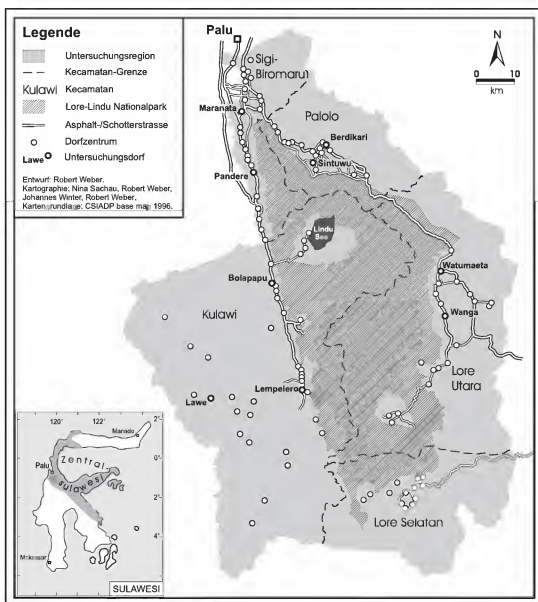 Legende
Untersuchungsregion
Kecamatan-Grenze
Kulawi Kecamatan
Lore-Lindu Nationalpark
Asphalt-/Schotterstrasse
Dorfzentrum
Lawe Untersuchungsdorf
Entwurf: Robert Weber.
Kartographie: Nina Sachau, Robert Weber,
Johannes Winter, Robert Weber,
Kartengrundlage: CSIADP base map 1996.
Palu
Sigi-
Biromaru
N
0 10
km
Palolo
Maranata
Berdikari
Sintuwu
Pandere
Lindu
See
Watumaeta
Bolapapu
Wanga
Kulawi
Lore
Utara
Lempelero
Lawe
Lore Selatan
120° 122°
Manado
2°
Palu
Zentral-
sulawesi
0°
2°
4°
Makassar
SULAWESI